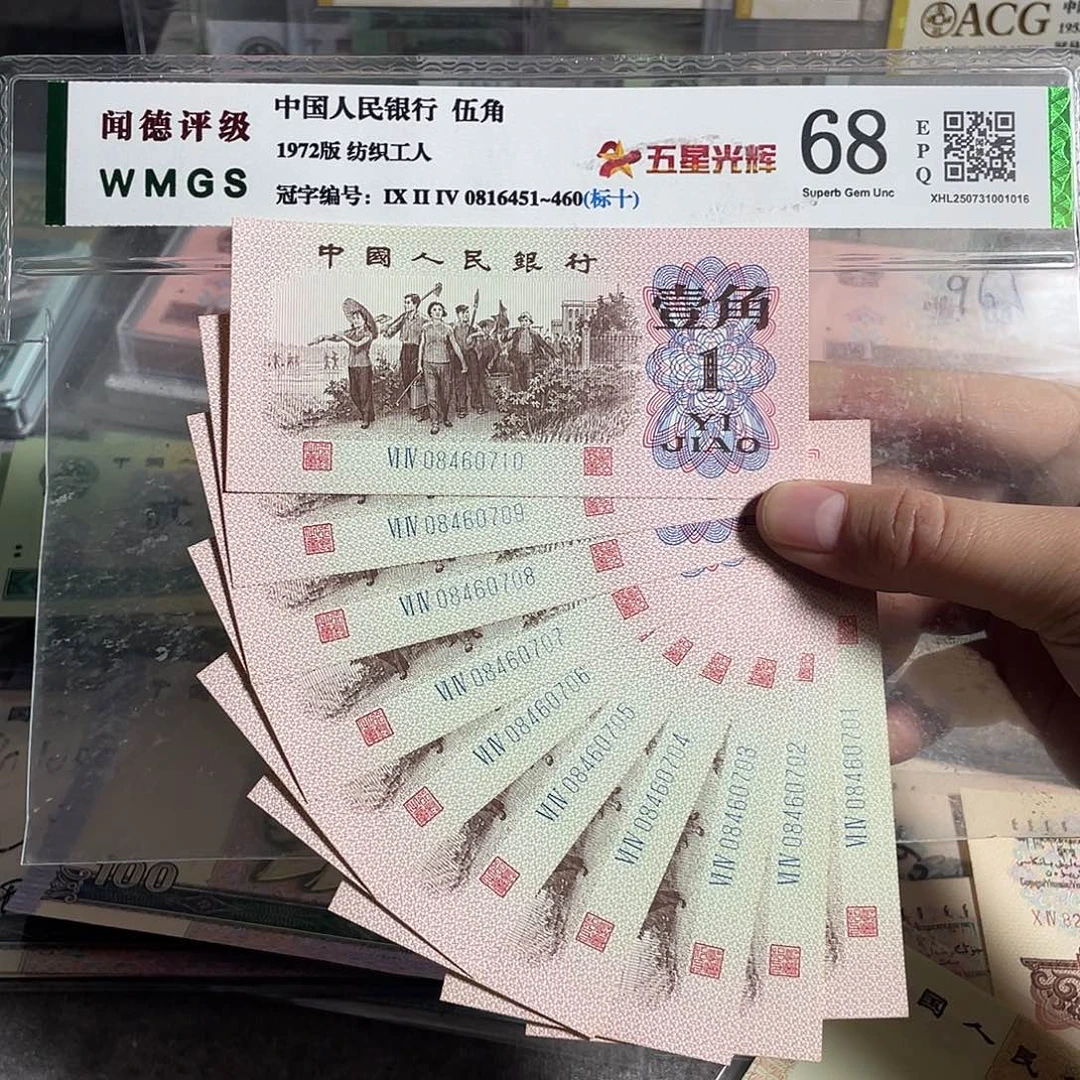 ACG
闻德评级
WMGS
中国人民银行 伍角
1972版 纺织工人
冠字编号：IX II IV 0816451~460(标十)
五星光辉
68
Superb Gem Unc
EPQ
XHL250731001016
中國人民銀行
壹角
1
YI
JIAO
VI IV 08460710
VI IV 08460709
VI IV 08460708
VI IV 08460707
VI IV 08460706
VI IV 08460705
VI IV 08460704
VI IV 08460703
VI IV 08460702
VI IV 08460701
100
国人民